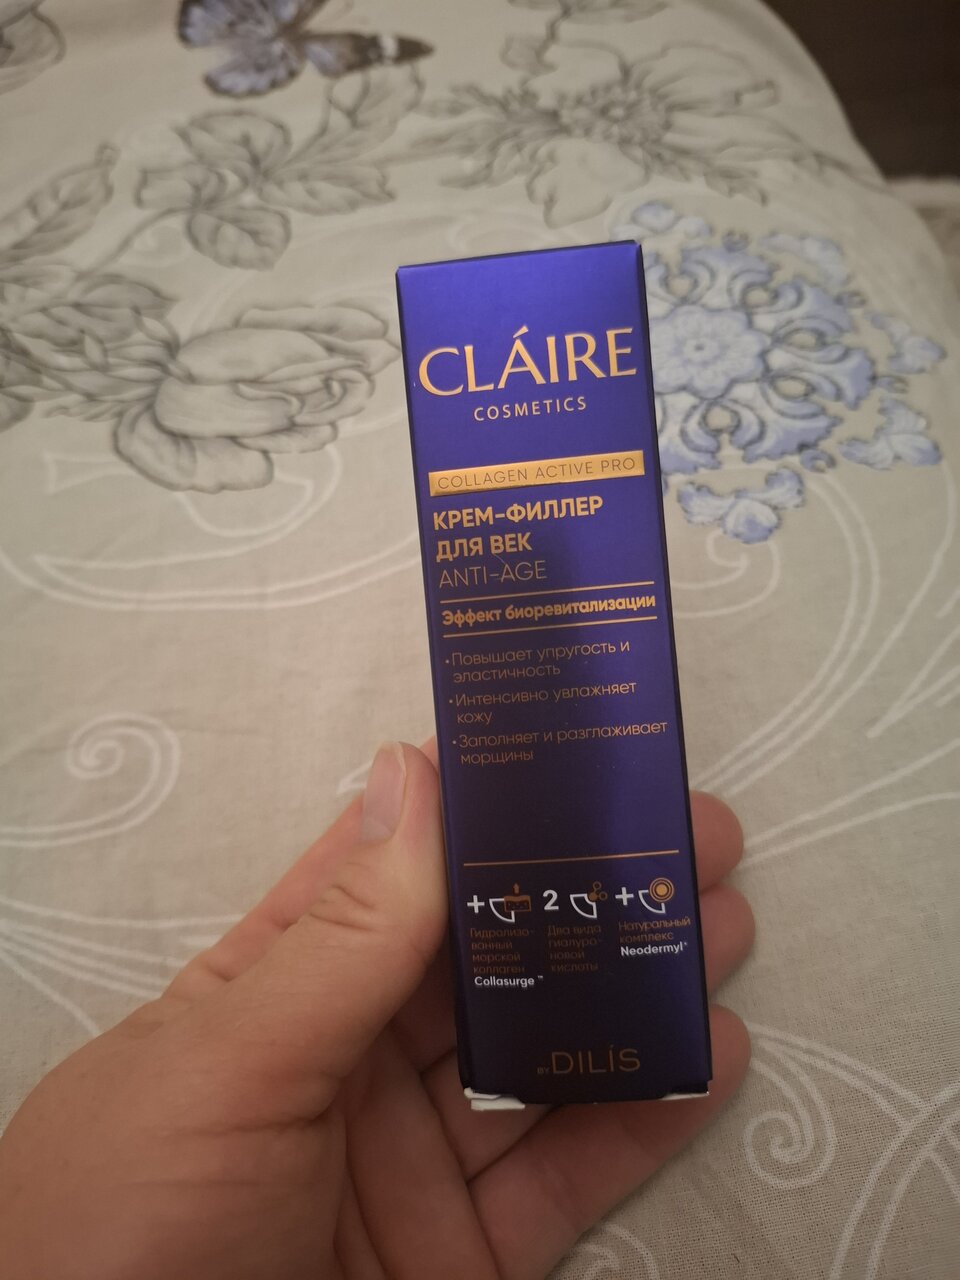 CLÁIRE
COSMETICS
COLLAGEN ACTIVE PRO
КРЕМ-ФИЛЛЕР
ДЛЯ ВЕК
ANTI-AGE
Эффект биоревитализации
•Повышает упругость и
эластичность
•Интенсивно увлажняет
кожу
•Заполняет и разглаживает
морщины
+ 2 +
Гидролизо-
ванный
морской
коллаген
Collasurge™
Два вида
гиалуро-
новой
кислоты
Натуральный
комплекс
Neodermyl®
BY DILÍS